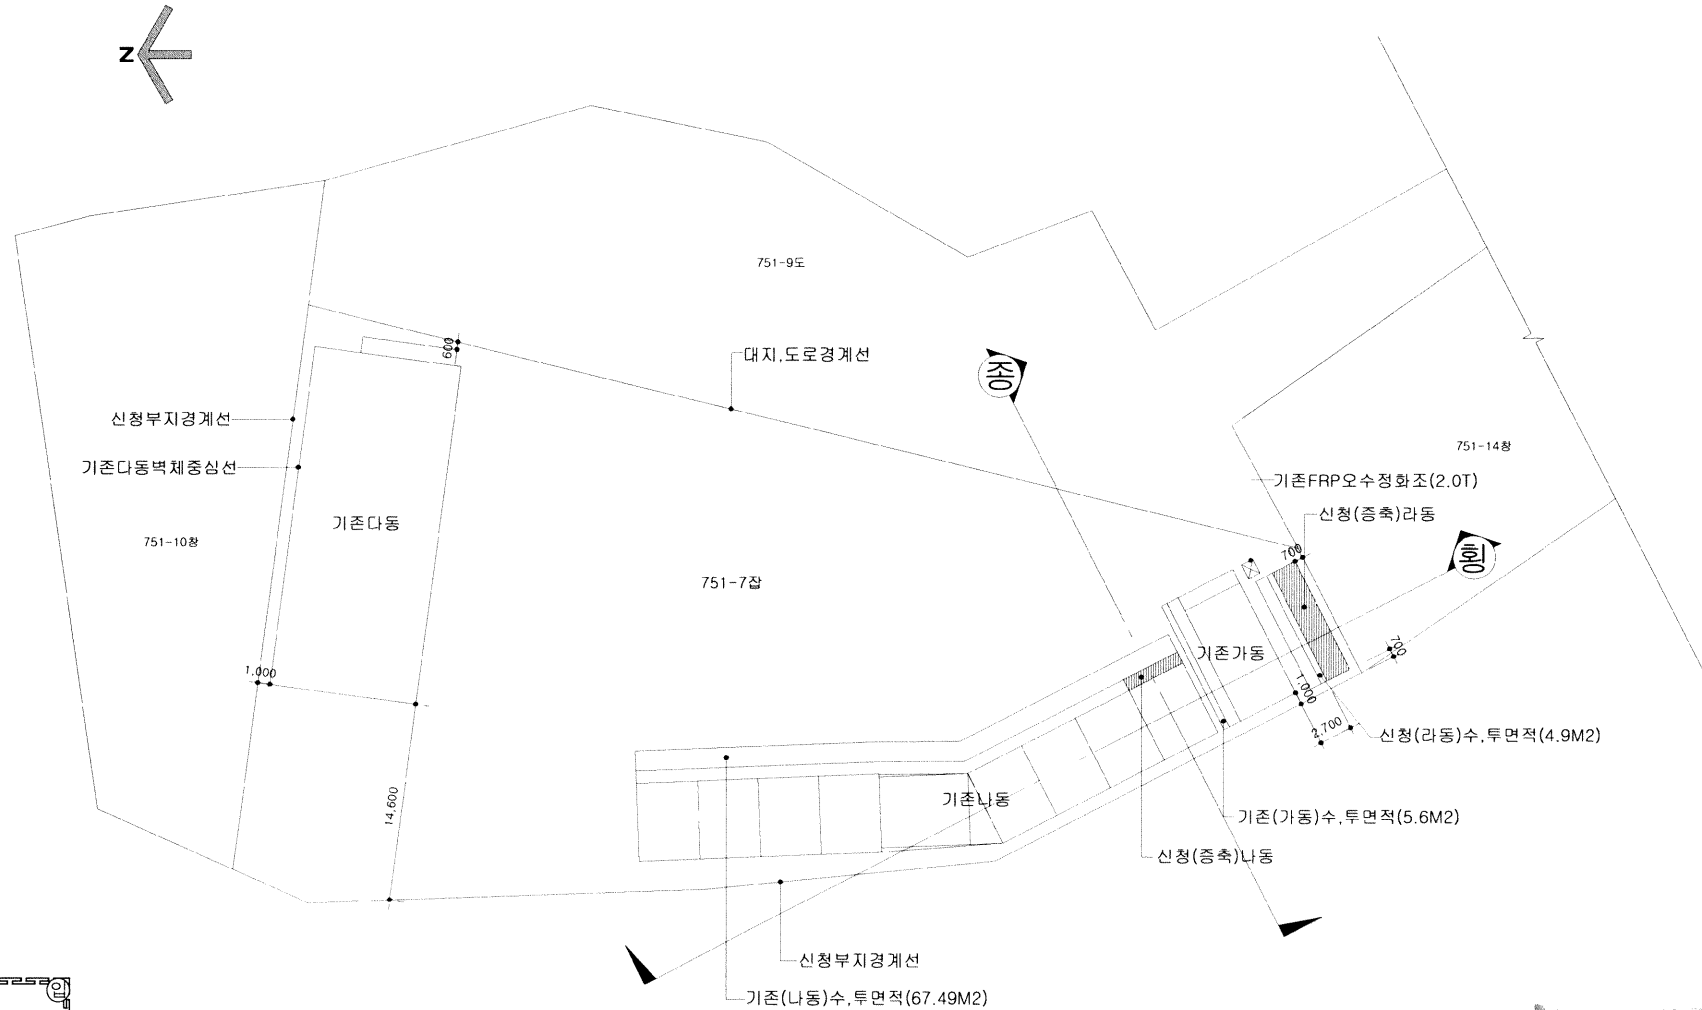 N
751-9도
대지,도로경계선
종
600
신청부지경계선
기존다동벽체중심선
기존다동
751-10창
751-14창
기존FRP오수정화조(2.0T)
신청(증축)라동
700
횡
751-7잡
기존가동
700
1,000
1,000
2,700
신청(라동)수,투면적(4.9M2)
14,600
기존나동
기존(가동)수,투면적(5.6M2)
신청(증축)나동
신청부지경계선
기존(나동)수,투면적(67.49M2)